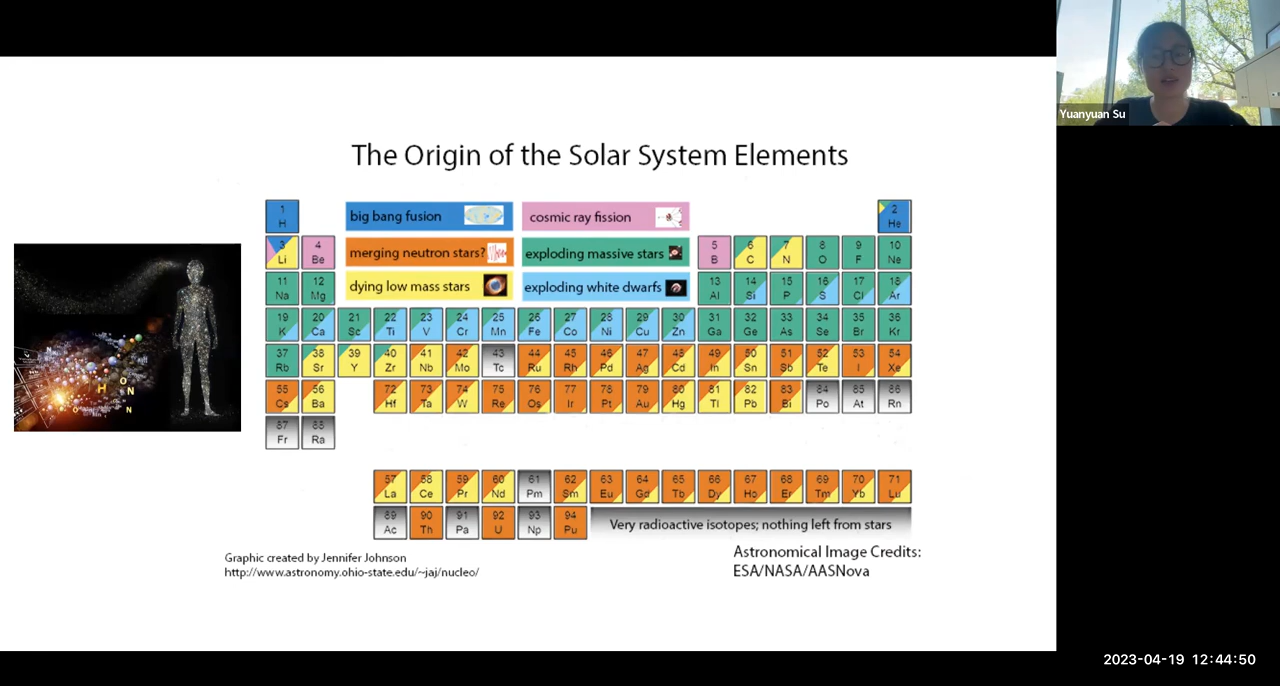 Yuanyuan Su
The Origin of the Solar System Elements
1 H
2 He
big bang fusion
cosmic ray fission
merging neutron stars?
exploding massive stars
dying low mass stars
exploding white dwarfs
3 Li 4 Be 5 B 6 C 7 N 8 O 9 F 10 Ne
11 Na 12 Mg 13 Al 14 Si 15 P 16 S 17 Cl 18 Ar
19 K 20 Ca 21 Sc 22 Ti 23 V 24 Cr 25 Mn 26 Fe 27 Co 28 Ni 29 Cu 30 Zn 31 Ga 32 Ge 33 As 34 Se 35 Br 36 Kr
37 Rb 38 Sr 39 Y 40 Zr 41 Nb 42 Mo 43 Tc 44 Ru 45 Rh 46 Pd 47 Ag 48 Cd 49 In 50 Sn 51 Sb 52 Te 53 I 54 Xe
55 Cs 56 Ba 72 Hf 73 Ta 74 W 75 Re 76 Os 77 Ir 78 Pt 79 Au 80 Hg 81 Tl 82 Pb 83 Bi 84 Po 85 At 86 Rn
87 Fr 88 Ra
57 La 58 Ce 59 Pr 60 Nd 61 Pm 62 Sm 63 Eu 64 Gd 65 Tb 66 Dy 67 Ho 68 Er 69 Tm 70 Yb 71 Lu
89 Ac 90 Th 91 Pa 92 U 93 Np 94 Pu Very radioactive isotopes; nothing left from stars
H O N
O N
Graphic created by Jennifer Johnson
http://www.astronomy.ohio-state.edu/~jaj/nucleo/
Astronomical Image Credits:
ESA/NASA/AASNova
2023-04-19 12:44:50